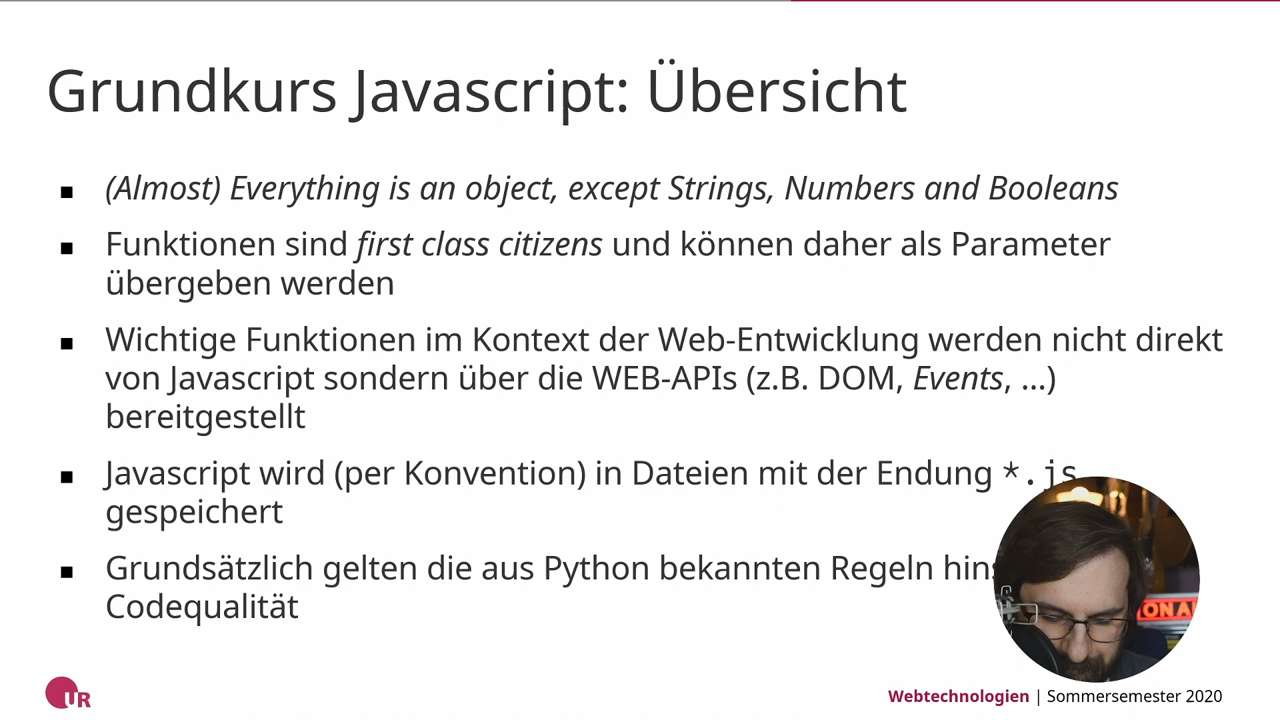 Grundkurs Javascript: Übersicht
(Almost) Everything is an object, except Strings, Numbers and Booleans
Funktionen sind first class citizens und können daher als Parameter
übergeben werden
Wichtige Funktionen im Kontext der Web-Entwicklung werden nicht direkt
von Javascript sondern über die WEB-APIs (z.B. DOM, Events, ...)
bereitgestellt
Javascript wird (per Konvention) in Dateien mit der Endung *.js
gespeichert
Grundsätzlich gelten die aus Python bekannten Regeln
Codequalität
ON
UR
Webtechnologien | Sommersemester 2020